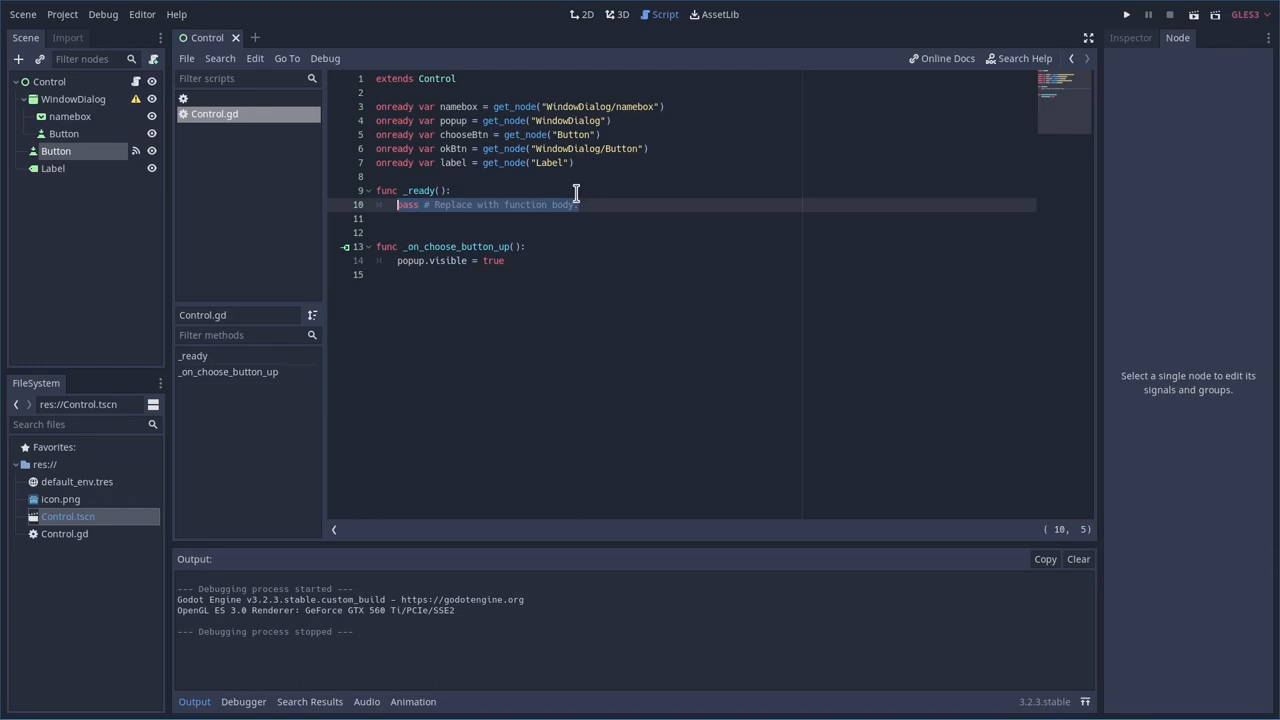 Scene Project Debug Editor Help 2D 3D Script AssetLib GLES3
Scene Import
Filter nodes
Control
WindowDialog
namebox
Button
Button
Label
FileSystem
res://Control.tscn
Search files
Favorites:
res://
default_env.tres
icon.png
Control.tscn
Control.gd
Control
File Search Edit Go To Debug Online Docs Search Help
Filter scripts
Control.gd
Control.gd
Filter methods
_ready
_on_choose_button_up
1 extends Control
2
3 onready var namebox = get_node("WindowDialog/namebox")
4 onready var popup = get_node("WindowDialog")
5 onready var chooseBtn = get_node("Button")
6 onready var okBtn = get_node("WindowDialog/Button")
7 onready var label = get_node("Label")
8
9 func _ready():
10 pass # Replace with function body.
11
12
13 func _on_choose_button_up():
14 popup.visible = true
15
( 10, 5)
Output: Copy Clear
--- Debugging process started ---
Godot Engine v3.2.3.stable.custom_build - https://godotengine.org
OpenGL ES 3.0 Renderer: GeForce GTX 560 Ti/PCIe/SSE2
--- Debugging process stopped ---
Output Debugger Search Results Audio Animation 3.2.3.stable
Inspector Node
Select a single node to edit its
signals and groups.